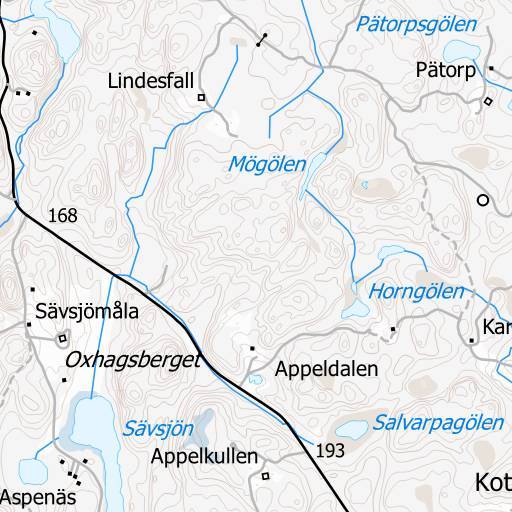 Pätorpsgölen
Pätorp
Lindesfall
Mögölen
168
Horngölen
Sävsjömåla
Kar
Oxhagsberget
Appeldalen
Sävsjön
Salvarpagölen
193
Appelkullen
Kot
Aspenäs